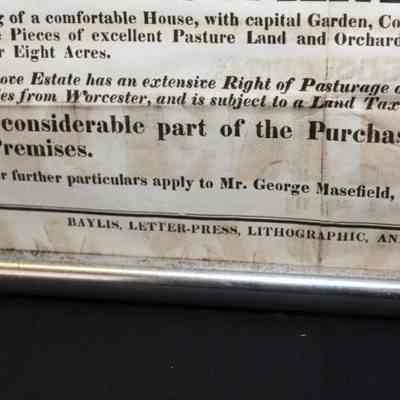 g of a comfortable House, with capital Garden, Co
e Pieces of excellent Pasture Land and Orchard
r Eight Acres.
ove Estate has an extensive Right of Pasturage o
les from Worcester, and is subject to a Land Tax
considerable part of the Purchas
Premises.
r further particulars apply to Mr. George Masefield,
BAYLIS, LETTER-PRESS, LITHOGRAPHIC, AN